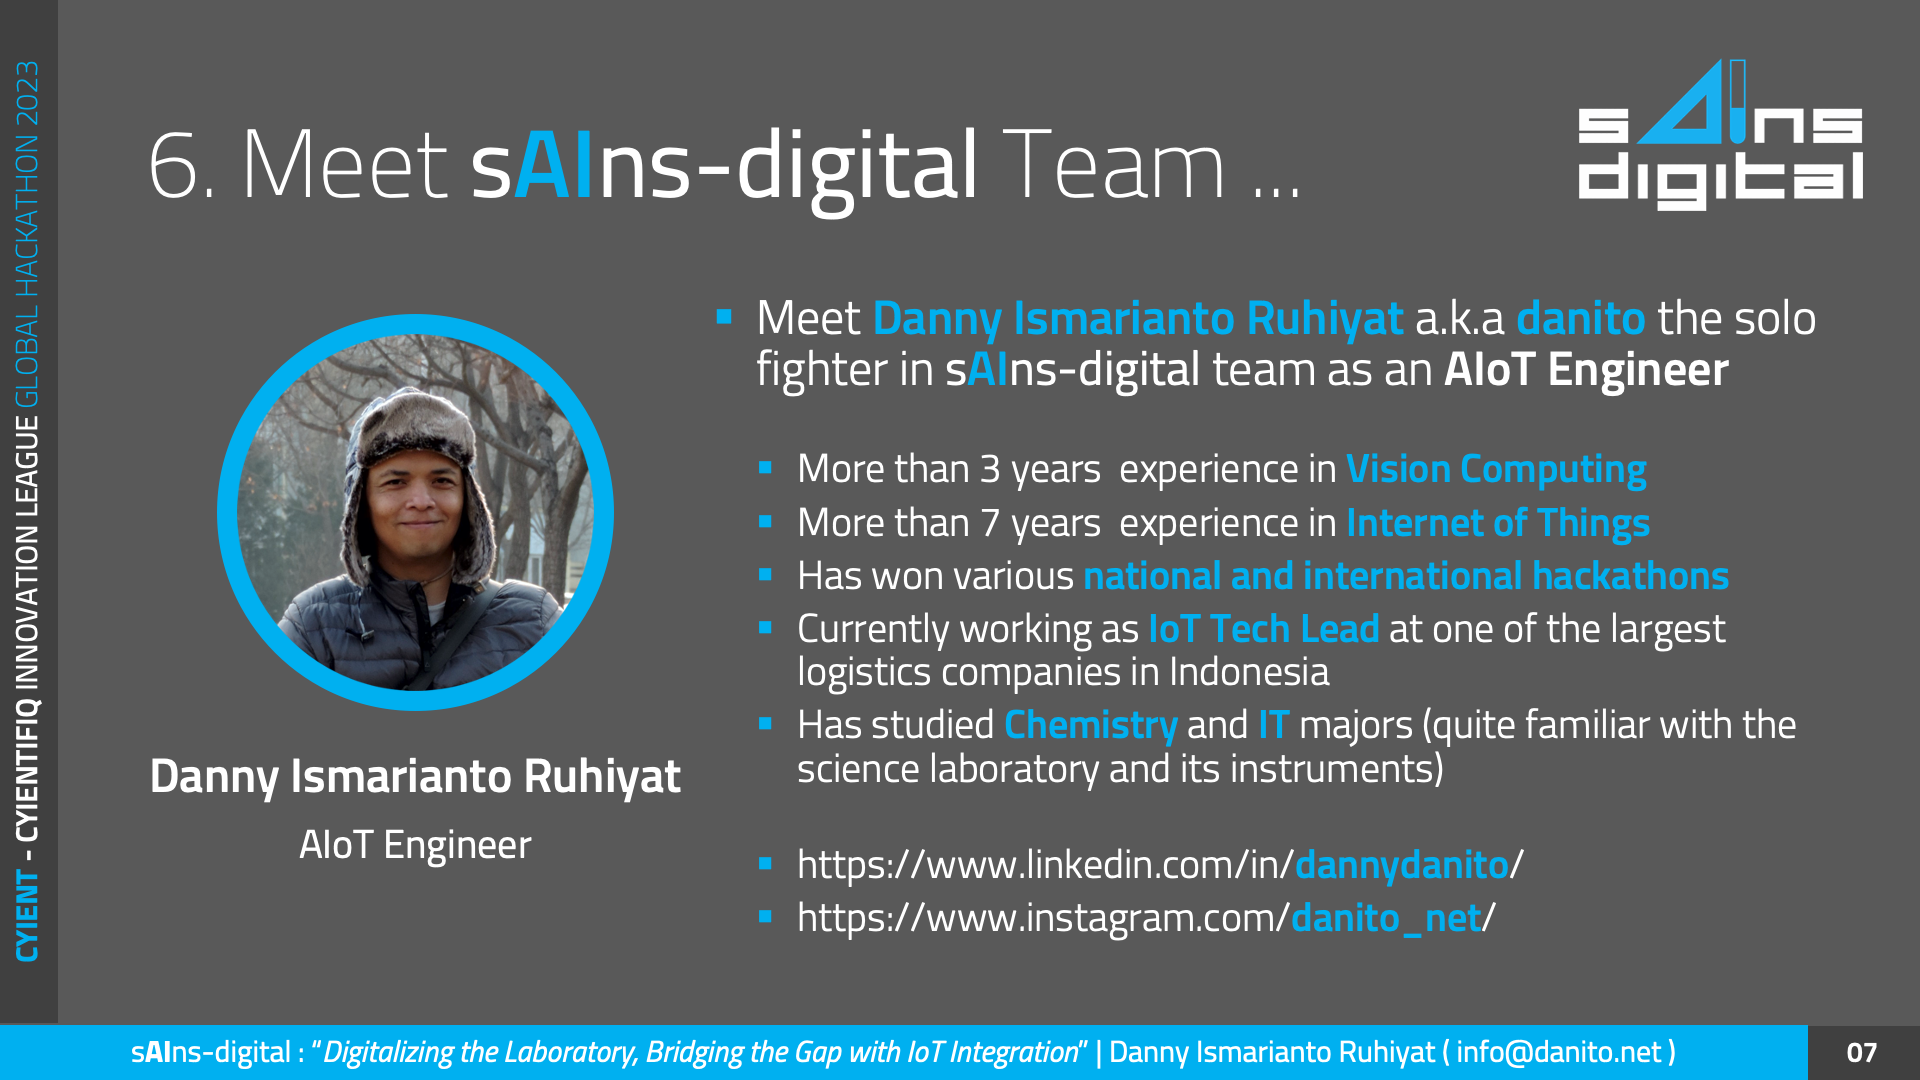 CYIENT - CYIENTIFIQ INNOVATION LEAGUE GLOBAL HACKATHON 2023
6. Meet sAIns-digital Team ...
sAIns
digital
Danny Ismarianto Ruhiyat
AIoT Engineer
Meet Danny Ismarianto Ruhiyat a.k.a danito the solo
fighter in sAIns-digital team as an AIoT Engineer
More than 3 years experience in Vision Computing
More than 7 years experience in Internet of Things
Has won various national and international hackathons
Currently working as IoT Tech Lead at one of the largest
logistics companies in Indonesia
Has studied Chemistry and IT majors (quite familiar with the
science laboratory and its instruments)
https://www.linkedin.com/in/dannydanito/
https://www.instagram.com/danito_net/
sAIns-digital : "Digitalizing the Laboratory, Bridging the Gap with IoT Integration" | Danny Ismarianto Ruhiyat ( info@danito.net )
07